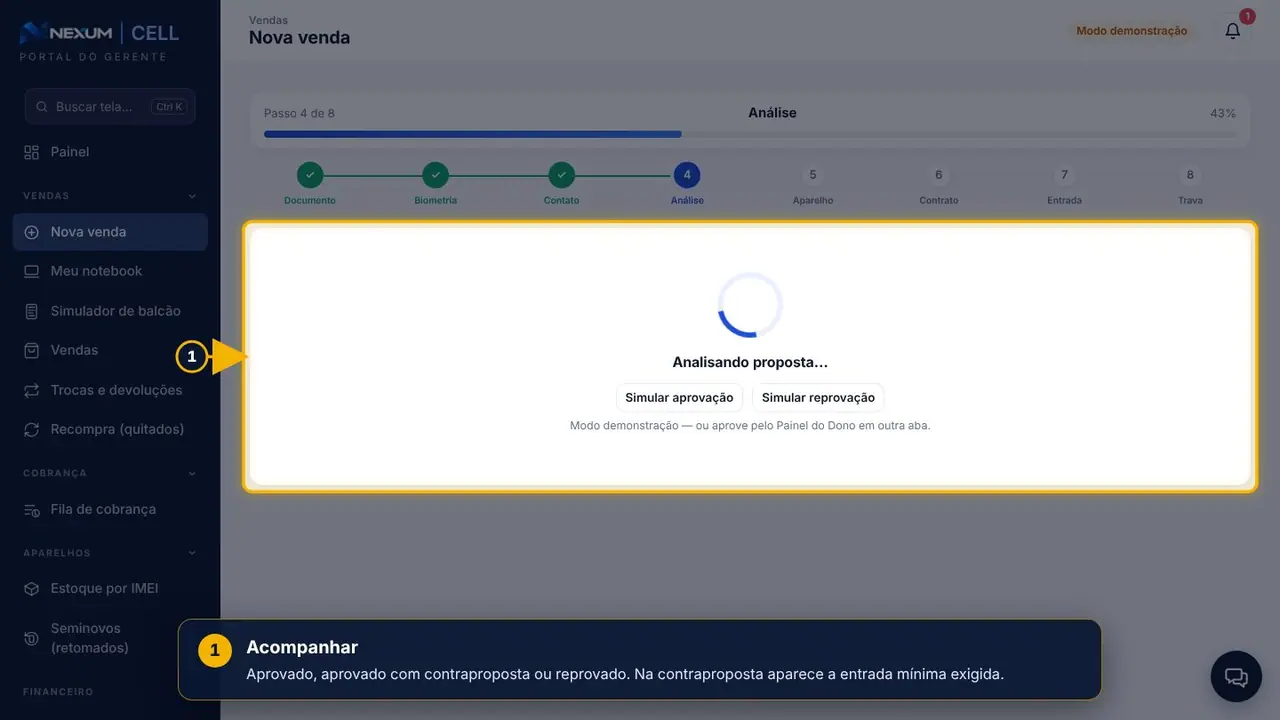 NEXUM | CELL
PORTAL DO GERENTE
Buscar tela... Ctrl K
Painel
VENDAS
Nova venda
Meu notebook
Simulador de balcão
Vendas
Trocas e devoluções
Recompra (quitados)
COBRANÇA
Fila de cobrança
APARELHOS
Estoque por IMEI
Seminovos
(retomados)
FINANCEIRO
Vendas
Nova venda
Modo demonstração
1
Passo 4 de 8
Análise
43%
4
5
6
7
8
Documento
Biometria
Contato
Análise
Aparelho
Contrato
Entrada
Trava
1
Analisando proposta...
Simular aprovação
Simular reprovação
Modo demonstração — ou aprove pelo Painel do Dono em outra aba.
1
Acompanhar
Aprovado, aprovado com contraproposta ou reprovado. Na contraproposta aparece a entrada mínima exigida.